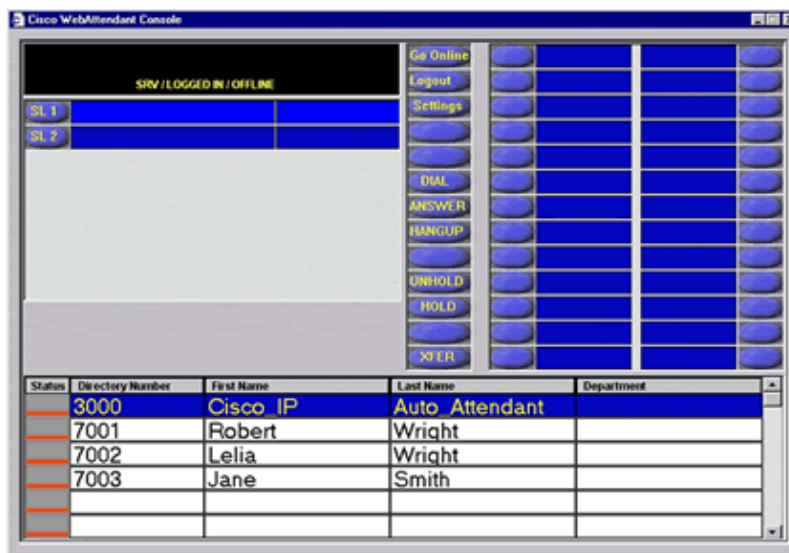 Cisco WebAttendant Console
SRV / LOGGED IN / OFFLINE
SL 1
SL 2
Go Online
Logout
Settings
DIAL
ANSWER
HANGUP
UNHOLD
HOLD
XFER
Status Directory Number First Name Last Name Department
3000 Cisco_IP Auto_Attendant
7001 Robert Wright
7002 Lelia Wright
7003 Jane Smith